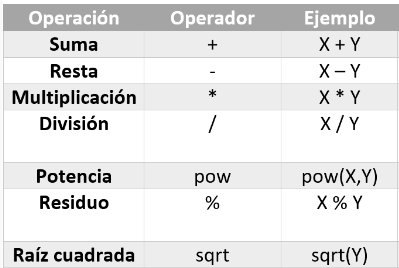 Operación Operador Ejemplo
Suma + X + Y
Resta - X – Y
Multiplicación * X * Y
División / X / Y
Potencia pow pow(X,Y)
Residuo % X % Y
Raíz cuadrada sqrt sqrt(Y)